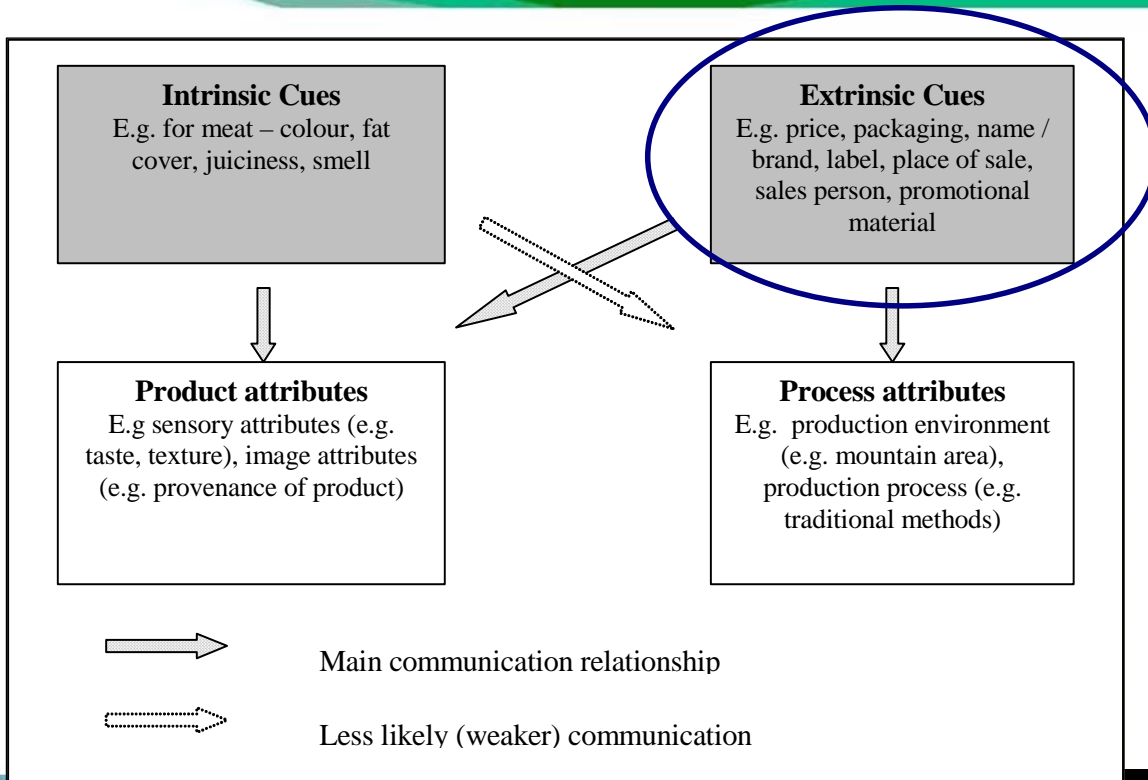 Intrinsic Cues
E.g. for meat – colour, fat
cover, juiciness, smell
Extrinsic Cues
E.g. price, packaging, name /
brand, label, place of sale,
sales person, promotional
material
Product attributes
E.g sensory attributes (e.g.
taste, texture), image attributes
(e.g. provenance of product)
Process attributes
E.g. production environment
(e.g. mountain area),
production process (e.g.
traditional methods)
Main communication relationship
Less likely (weaker) communication